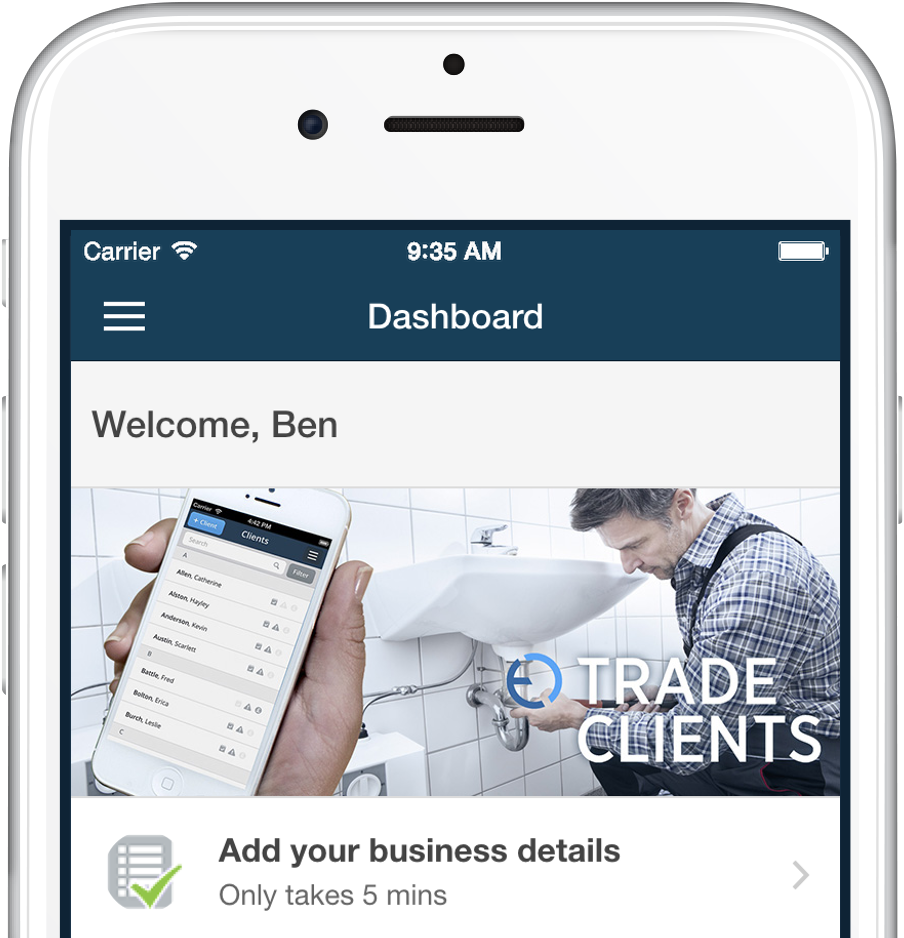 Carrier
9:35 AM
Dashboard
Welcome, Ben
Carrier
4:42 PM
+ Client
Clients
Search
Filter
A
Allen, Catherine
Alston, Hayley
Anderson, Kevin
Austin, Scarlett
B
Battle, Fred
Bolton, Erica
Burch, Leslie
C
TRADE
CLIENTS
Add your business details
Only takes 5 mins